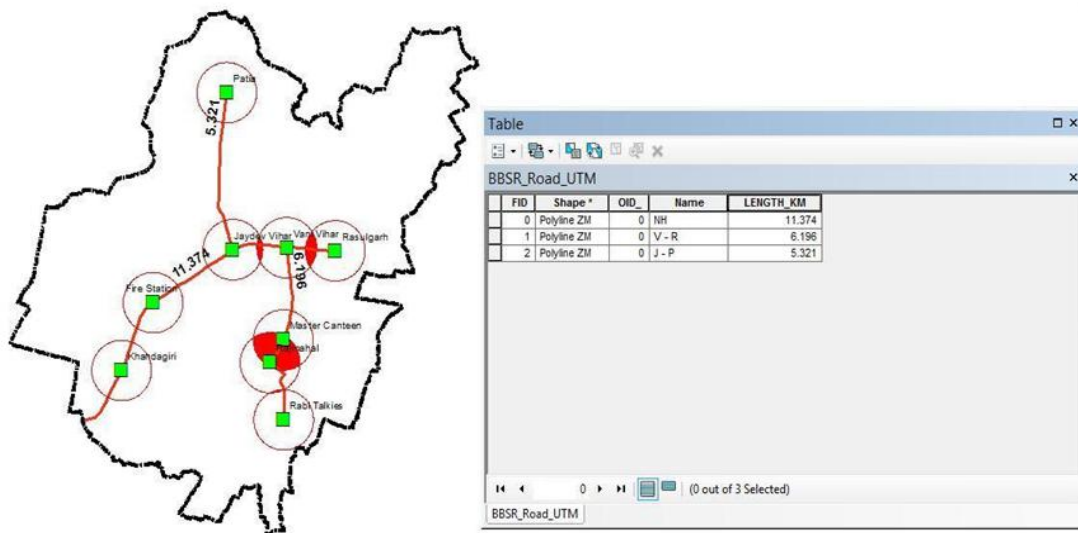 Patia
5.321
Jaydev Vihar
Vani Vihar
Rasulgarh
11.374
6.196
Fire Station
Master Canteen
Khandagiri
Rabi Talkies
Table
BBSR_Road_UTM
FID Shape * OID_ Name LENGTH_KM
0 Polyline ZM 0 NH 11.374
1 Polyline ZM 0 V - R 6.196
2 Polyline ZM 0 J - P 5.321
0 (0 out of 3 Selected)
BBSR_Road_UTM